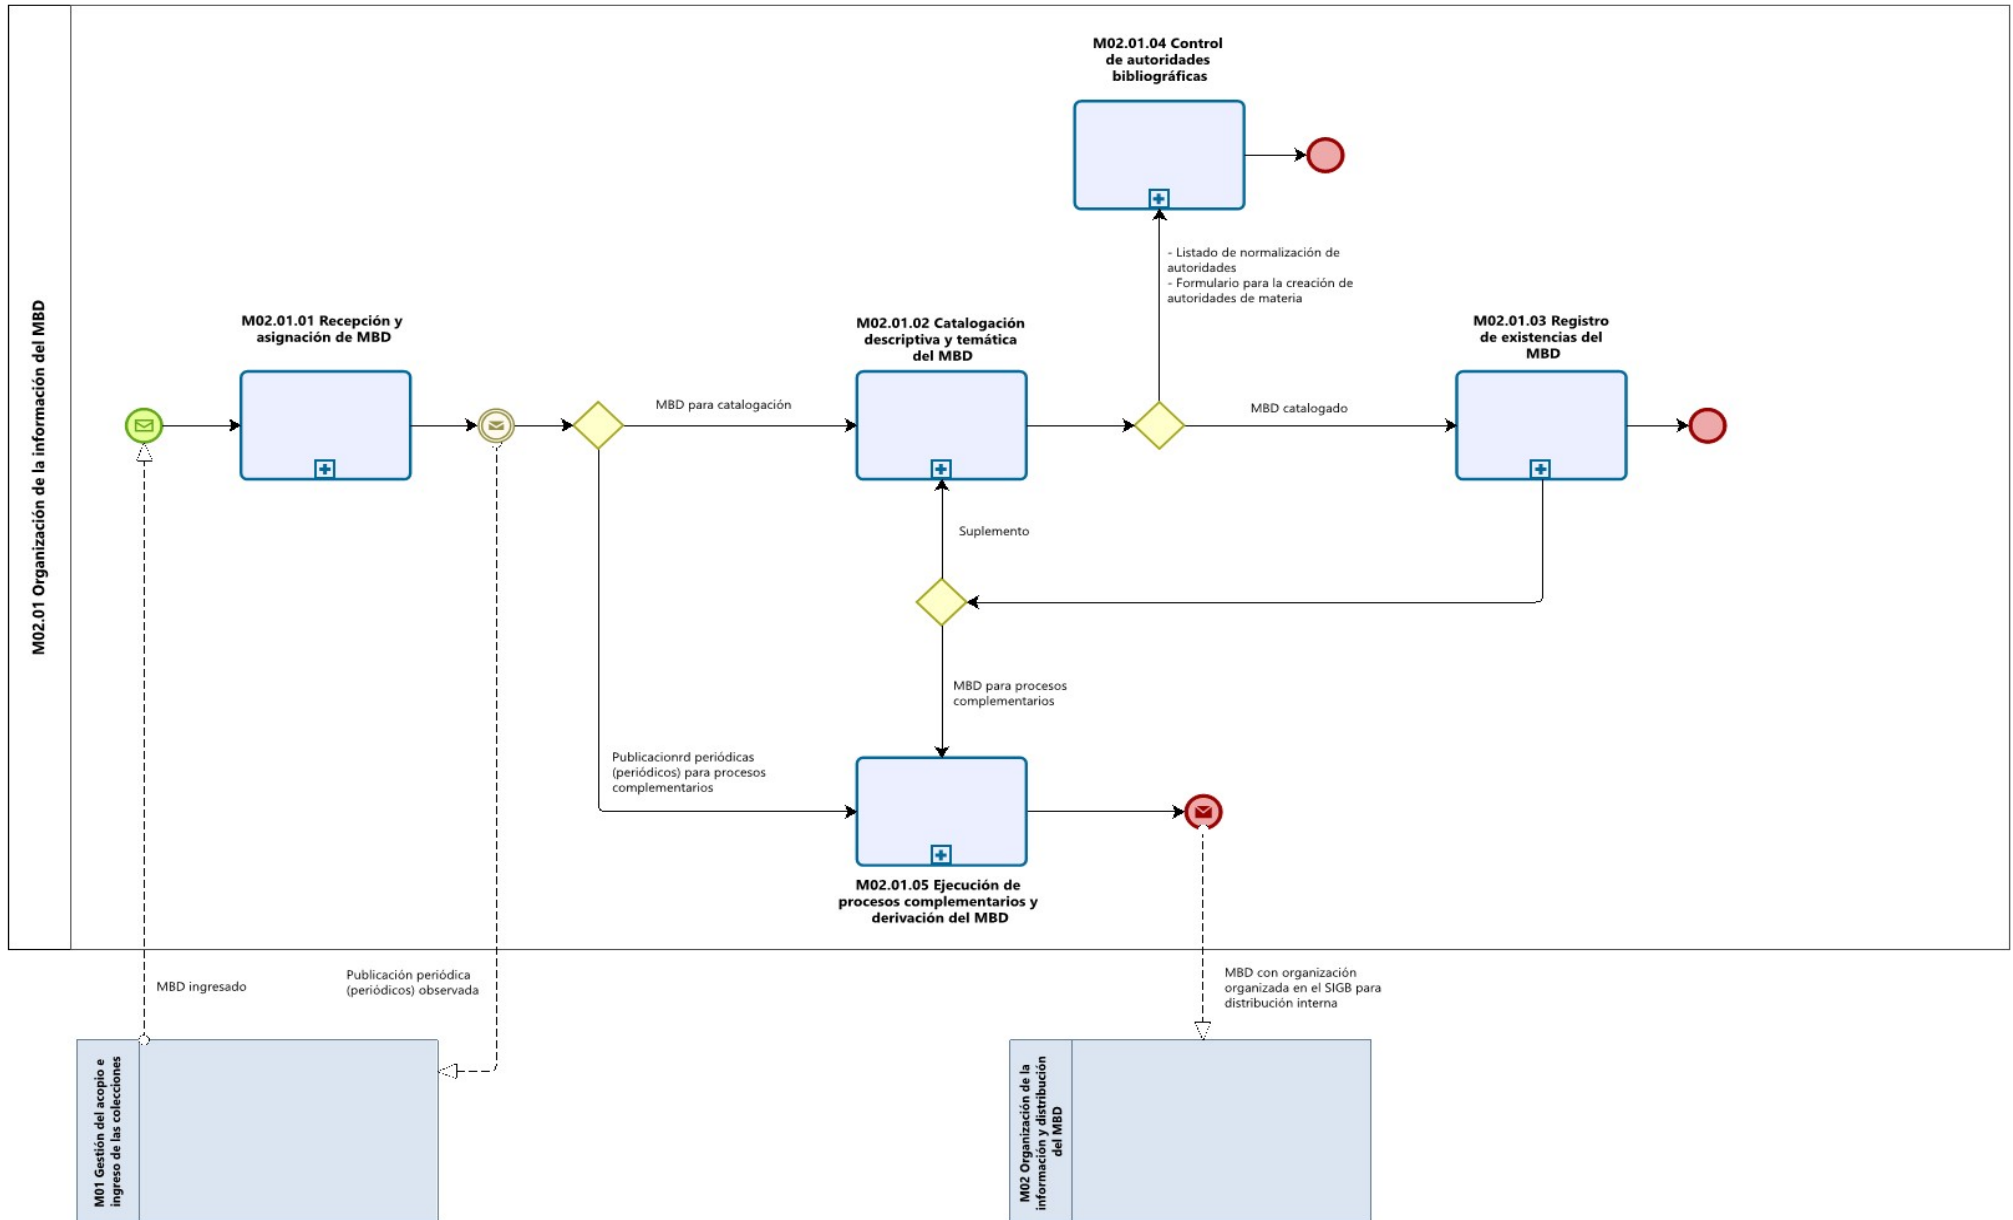 M02.01 Organización de la información del MBD
M02.01.04 Control
de autoridades
bibliográficas
- Listado de normalización de
autoridades
- Formulario para la creación de
autoridades de materia
M02.01.01 Recepción y
asignación de MBD
MBD para catalogación
M02.01.02 Catalogación
descriptiva y temática
del MBD
MBD catalogado
M02.01.03 Registro
de existencias del
MBD
Suplemento
MBD para procesos
complementarios
Publicacionrd periódicas
(periódicos) para procesos
complementarios
M02.01.05 Ejecución de
procesos complementarios y
derivación del MBD
MBD ingresado
Publicación periódica
(periódicos) observada
MBD con organización
organizada en el SIGB para
distribución interna
M01 Gestión del acopio e
ingreso de las colecciones
M02 Organización de la
información y distribución
del MBD